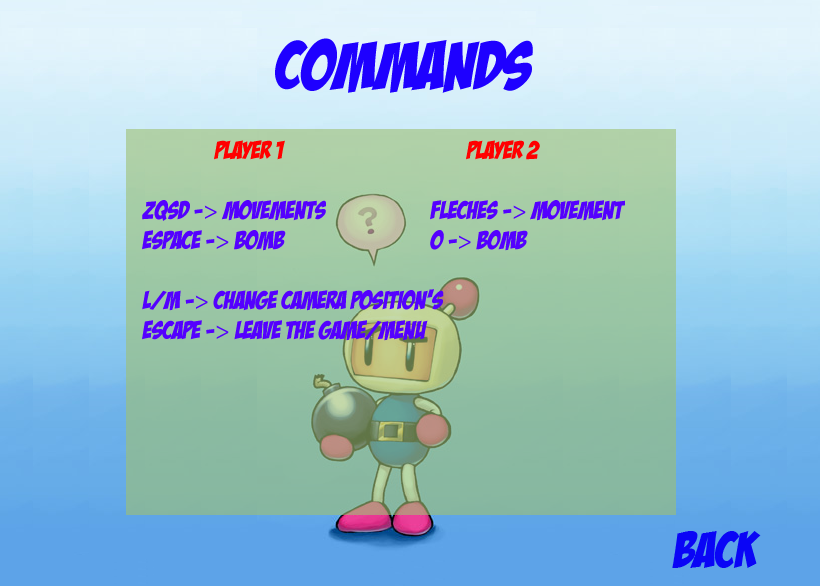 COMMANDS
PLAYER 1 PLAYER 2
ZQSD -> MOVEMENTS FLECHES -> MOVEMENT
ESPACE -> BOMB O -> BOMB
?
L/M -> CHANGE CAMERA POSITION'S
ESCAPE -> LEAVE THE GAME/MENU
BACK